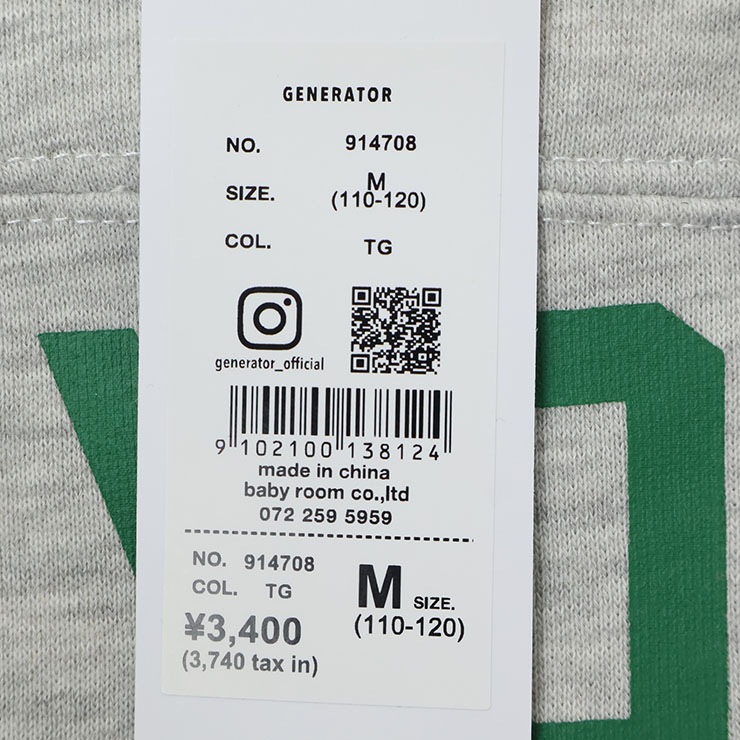 GENERATOR
NO. 914708
SIZE. M
(110-120)
COL. TG
generator_official
9 102100 138124
made in china
baby room co.,ltd
072 259 5959
NO. 914708
COL. TG
M SIZE.
¥3,400 (110-120)
(3,740 tax in)